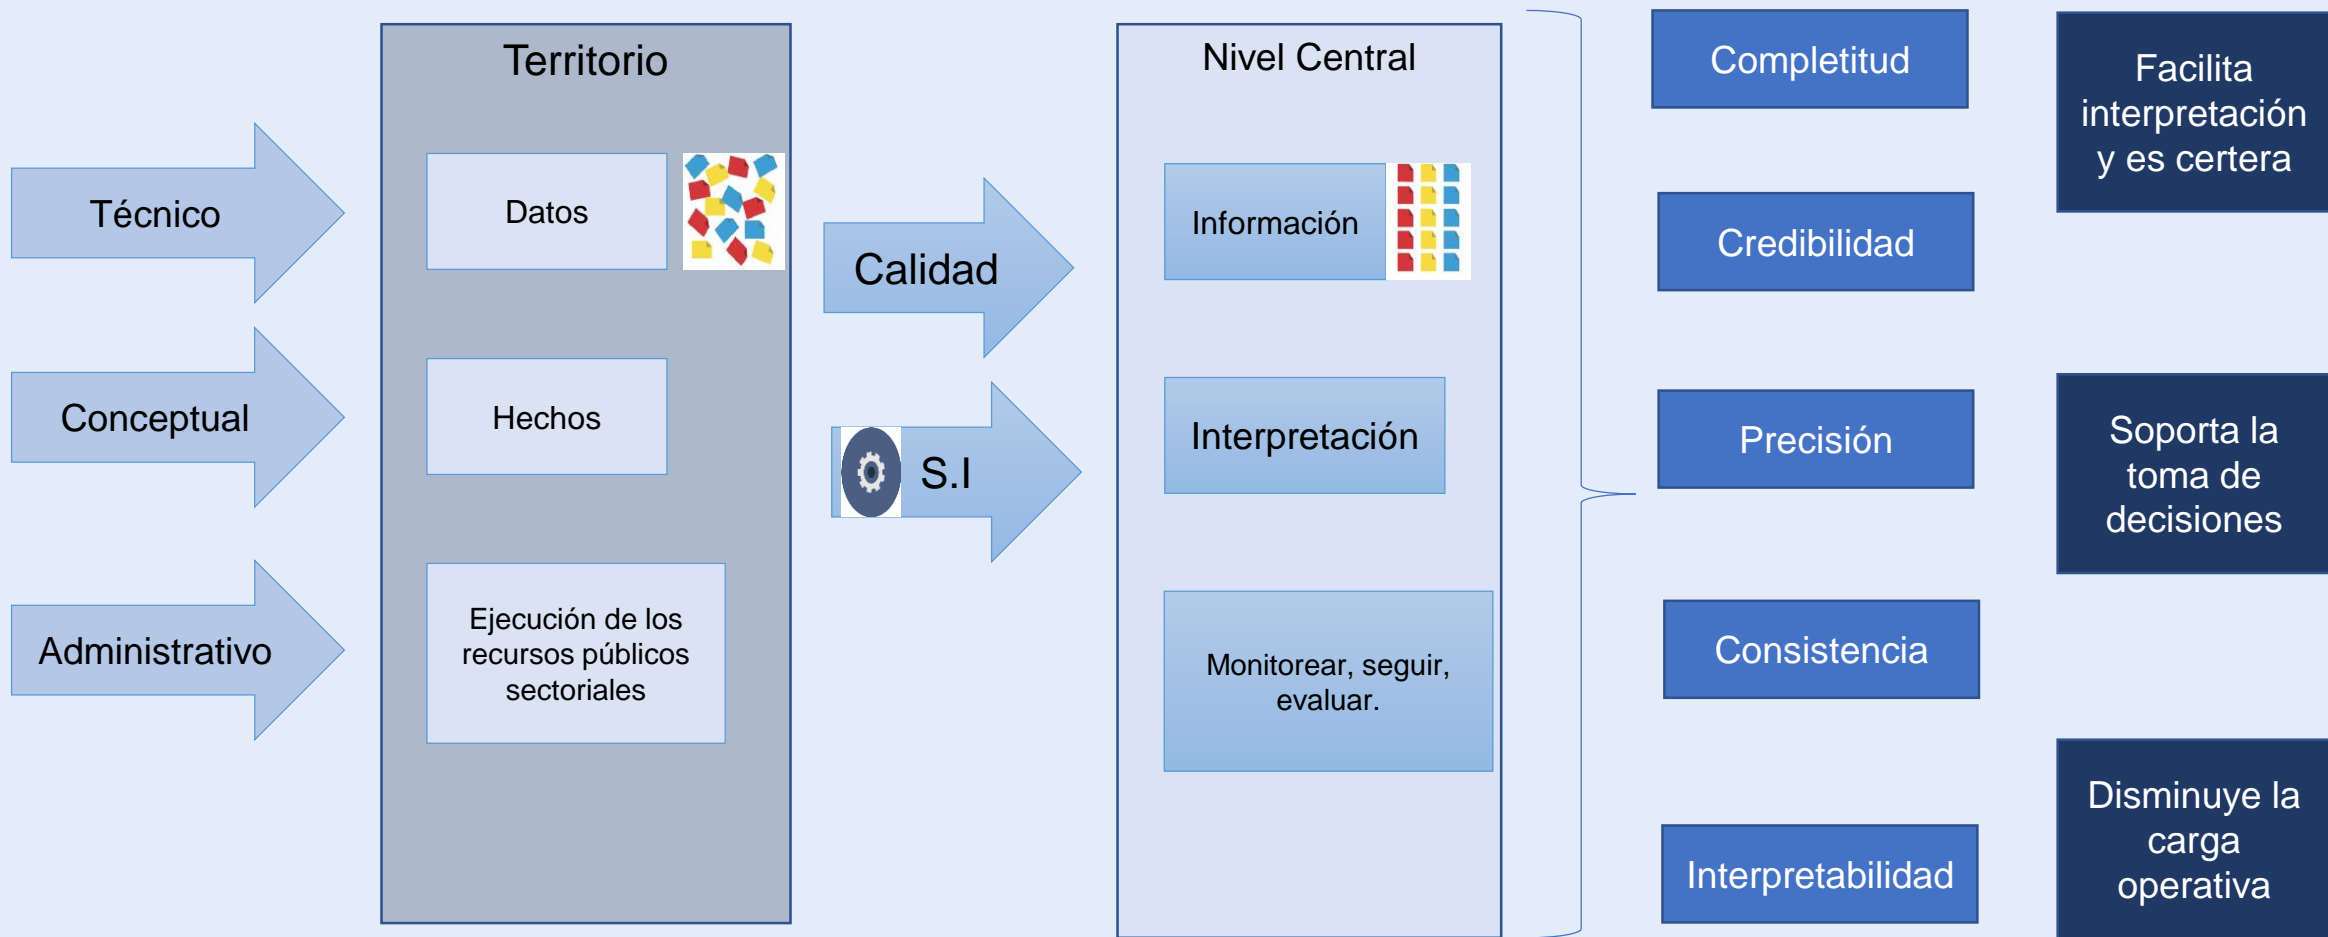 Técnico
Conceptual
Administrativo
Territorio
Datos
Hechos
Ejecución de los
recursos públicos
sectoriales
Calidad
S.I
Nivel Central
Información
Interpretación
Monitorear, seguir,
evaluar.
Completitud
Credibilidad
Precisión
Consistencia
Interpretabilidad
Facilita
interpretación
y es certera
Soporta la
toma de
decisiones
Disminuye la
carga
operativa